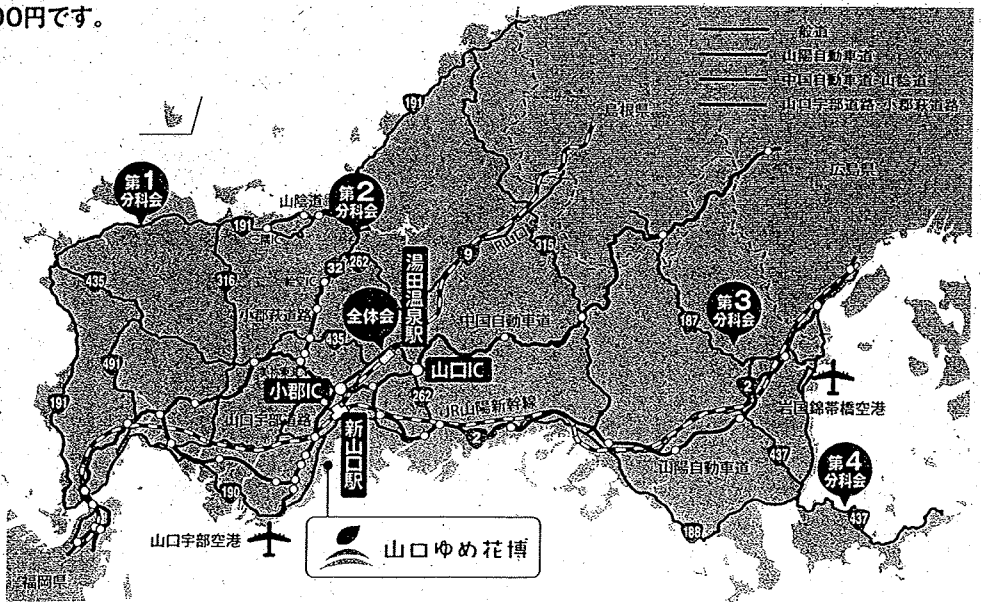 00円です。
一般道
山陽自動車道
中国自動車道・山陰道
山口宇部道路・小郡萩道路
191
島根県
広島県
第1
分科会
第2
分科会
山陰道
191
315
9
262
32
湯田温泉駅
435
316
小郡萩道路
全体会
435
中国自動車道
187
第3
分科会
491
山口IC
小郡IC
2
岩国錦帯橋空港
191
山口宇部道路
262
JR山陽新幹線
新山口駅
2
山陽自動車道
437
第4
分科会
190
188
437
山口宇部空港
山口ゆめ花博
福岡県